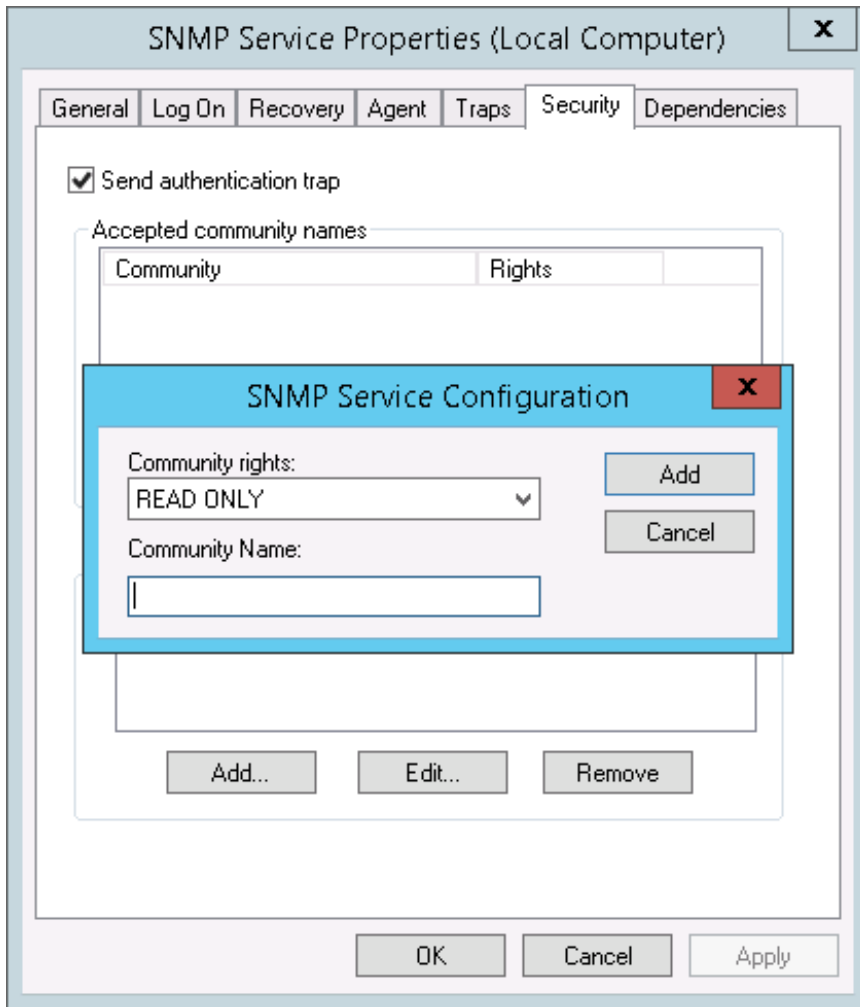 SNMP Service Properties (Local Computer)
x
General Log On Recovery Agent Traps Security Dependencies
Send authentication trap
Accepted community names
Community Rights
SNMP Service Configuration
x
Community rights:
READ ONLY
Add
Cancel
Community Name:
Add... Edit... Remove
OK Cancel Apply